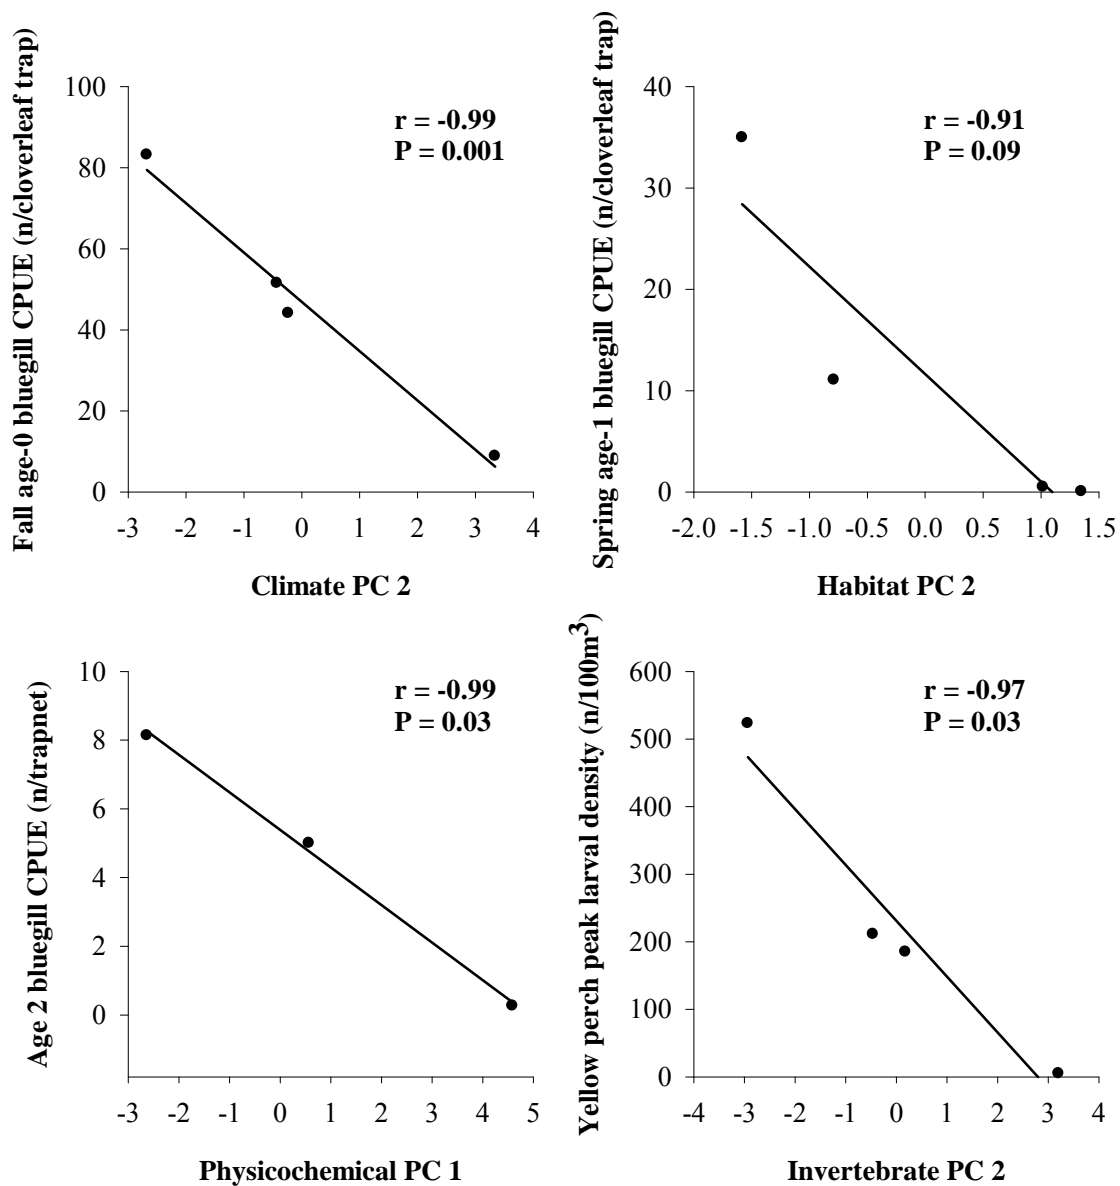 Fall age-0 bluegill CPUE (n/cloverleaf trap)
100
80
60
40
20
0
r = -0.99
P = 0.001
-3 -2 -1 0 1 2 3 4
Climate PC 2
Spring age-1 bluegill CPUE (n/cloverleaf trap)
40
30
20
10
0
r = -0.91
P = 0.09
-2.0 -1.5 -1.0 -0.5 0.0 0.5 1.0 1.5
Habitat PC 2
Age 2 bluegill CPUE (n/trapnet)
10
8
6
4
2
0
r = -0.99
P = 0.03
-3 -2 -1 0 1 2 3 4 5
Physicochemical PC 1
Yellow perch peak larval density (n/100m³)
600
500
400
300
200
100
0
r = -0.97
P = 0.03
-4 -3 -2 -1 0 1 2 3 4
Invertebrate PC 2